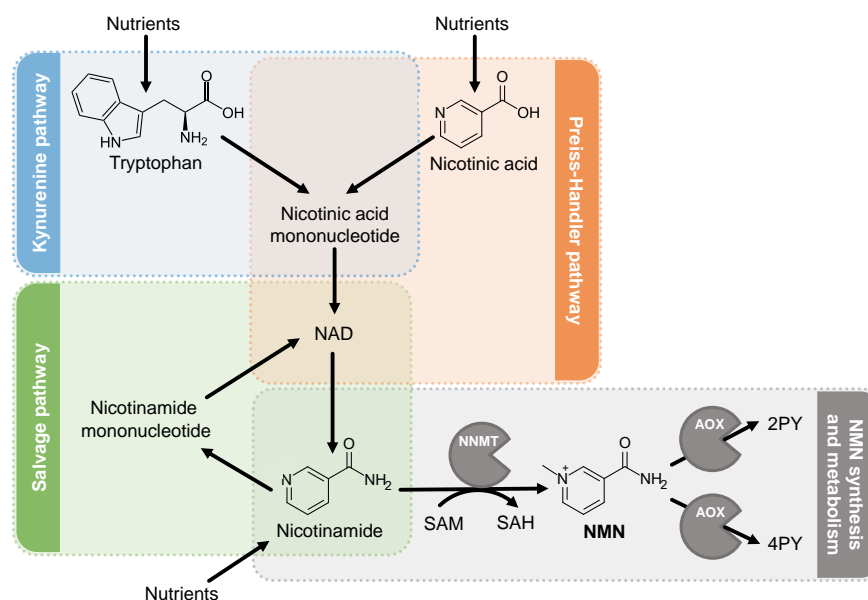 Nutrients
Nutrients
Kynurenine pathway
Preiss-Handler pathway
O
OH
NH2
HN
Tryptophan
N
O
OH
Nicotinic acid
Nicotinic acid
mononucleotide
NAD
Salvage pathway
Nicotinamide
mononucleotide
N
O
NH2
Nicotinamide
Nutrients
NNMT
SAM
SAH
N
+
O
NH2
NMN
AOX
2PY
AOX
4PY
NMN synthesis
and metabolism